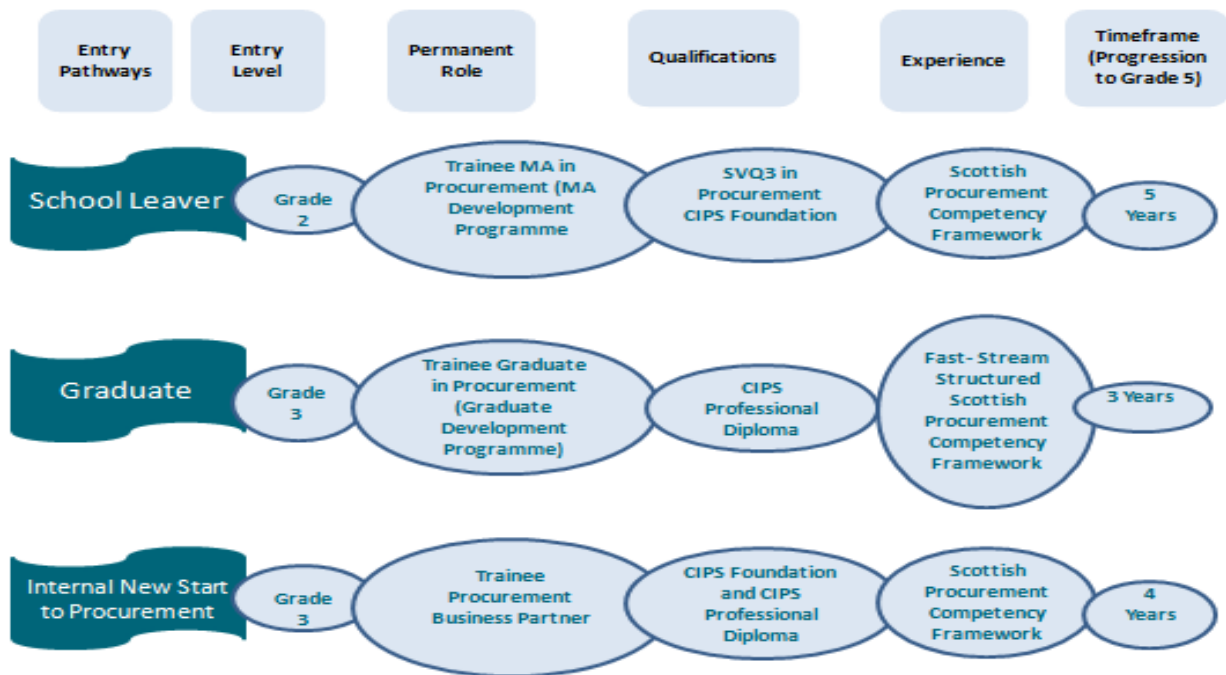 Entry
Pathways
Entry
Level
Permanent
Role
Qualifications
Experience
Timeframe
(Progression
to Grade 5)
School Leaver
Grade
2
Trainee MA in
Procurement (MA
Development
Programme
SVQ3 in
Procurement
CIPS Foundation
Scottish
Procurement
Competency
Framework
5
Years
Graduate
Grade
3
Trainee Graduate
in Procurement
(Graduate
Development
Programme)
CIPS
Professional
Diploma
Fast- Stream
Structured
Scottish
Procurement
Competency
Framework
3 Years
Internal New Start
to Procurement
Grade
3
Trainee
Procurement
Business Partner
CIPS Foundation
and CIPS
Professional
Diploma
Scottish
Procurement
Competency
Framework
4
Years